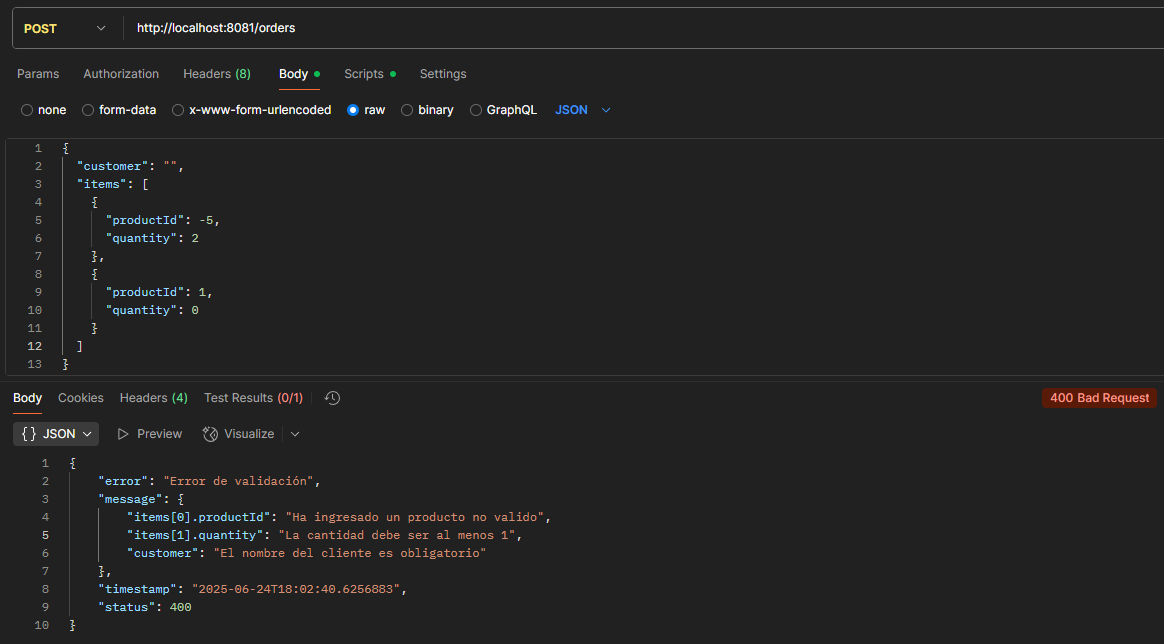 POST http://localhost:8081/orders
Params Authorization Headers (8) Body Scripts Settings
none form-data x-www-form-urlencoded raw binary GraphQL JSON
1 {
2 "customer": "",
3 "items": [
4 {
5 "productId": -5,
6 "quantity": 2
7 },
8 {
9 "productId": 1,
10 "quantity": 0
11 }
12 ]
13 }
Body Cookies Headers (4) Test Results (0/1) 400 Bad Request
{} JSON Preview Visualize
1 {
2 "error": "Error de validación",
3 "message": {
4 "items[0].productId": "Ha ingresado un producto no valido",
5 "items[1].quantity": "La cantidad debe ser al menos 1",
6 "customer": "El nombre del cliente es obligatorio"
7 },
8 "timestamp": "2025-06-24T18:02:40.6256883",
9 "status": 400
10 }